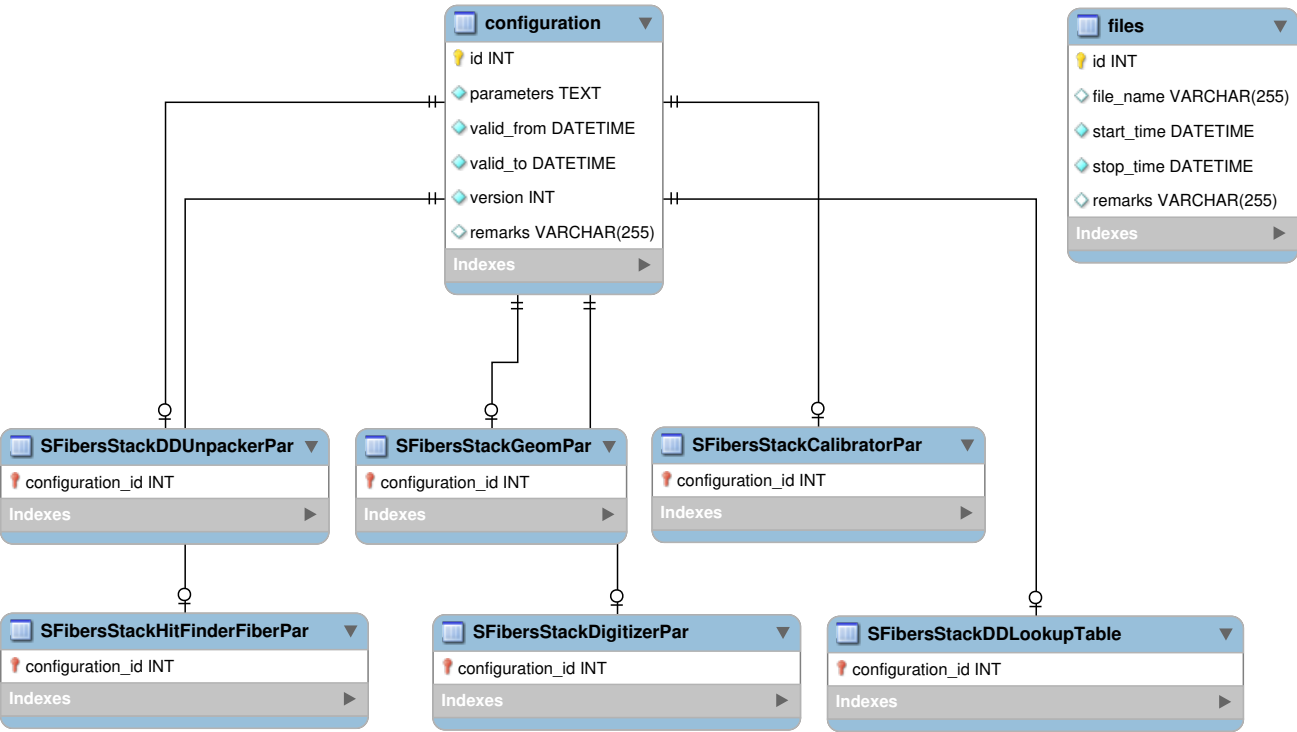 configuration
id INT
parameters TEXT
valid_from DATETIME
valid_to DATETIME
version INT
remarks VARCHAR(255)
Indexes
files
id INT
file_name VARCHAR(255)
start_time DATETIME
stop_time DATETIME
remarks VARCHAR(255)
Indexes
SFibersStackDDUnpackerPar
configuration_id INT
Indexes
SFibersStackGeomPar
configuration_id INT
Indexes
SFibersStackCalibratorPar
configuration_id INT
Indexes
SFibersStackHitFinderFiberPar
configuration_id INT
Indexes
SFibersStackDigitizerPar
configuration_id INT
Indexes
SFibersStackDDLookupTable
configuration_id INT
Indexes